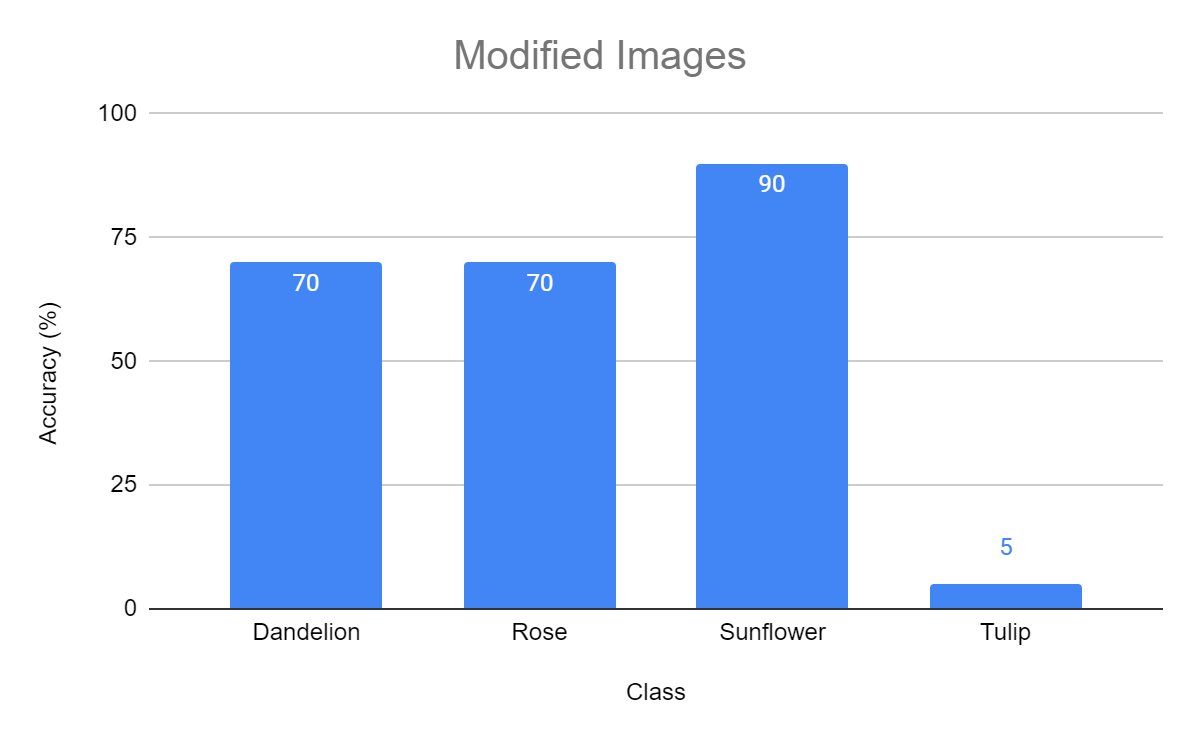 Modified Images
100
75
50
25
0
Accuracy (%)
70
70
90
5
Dandelion
Rose
Sunflower
Tulip
Class